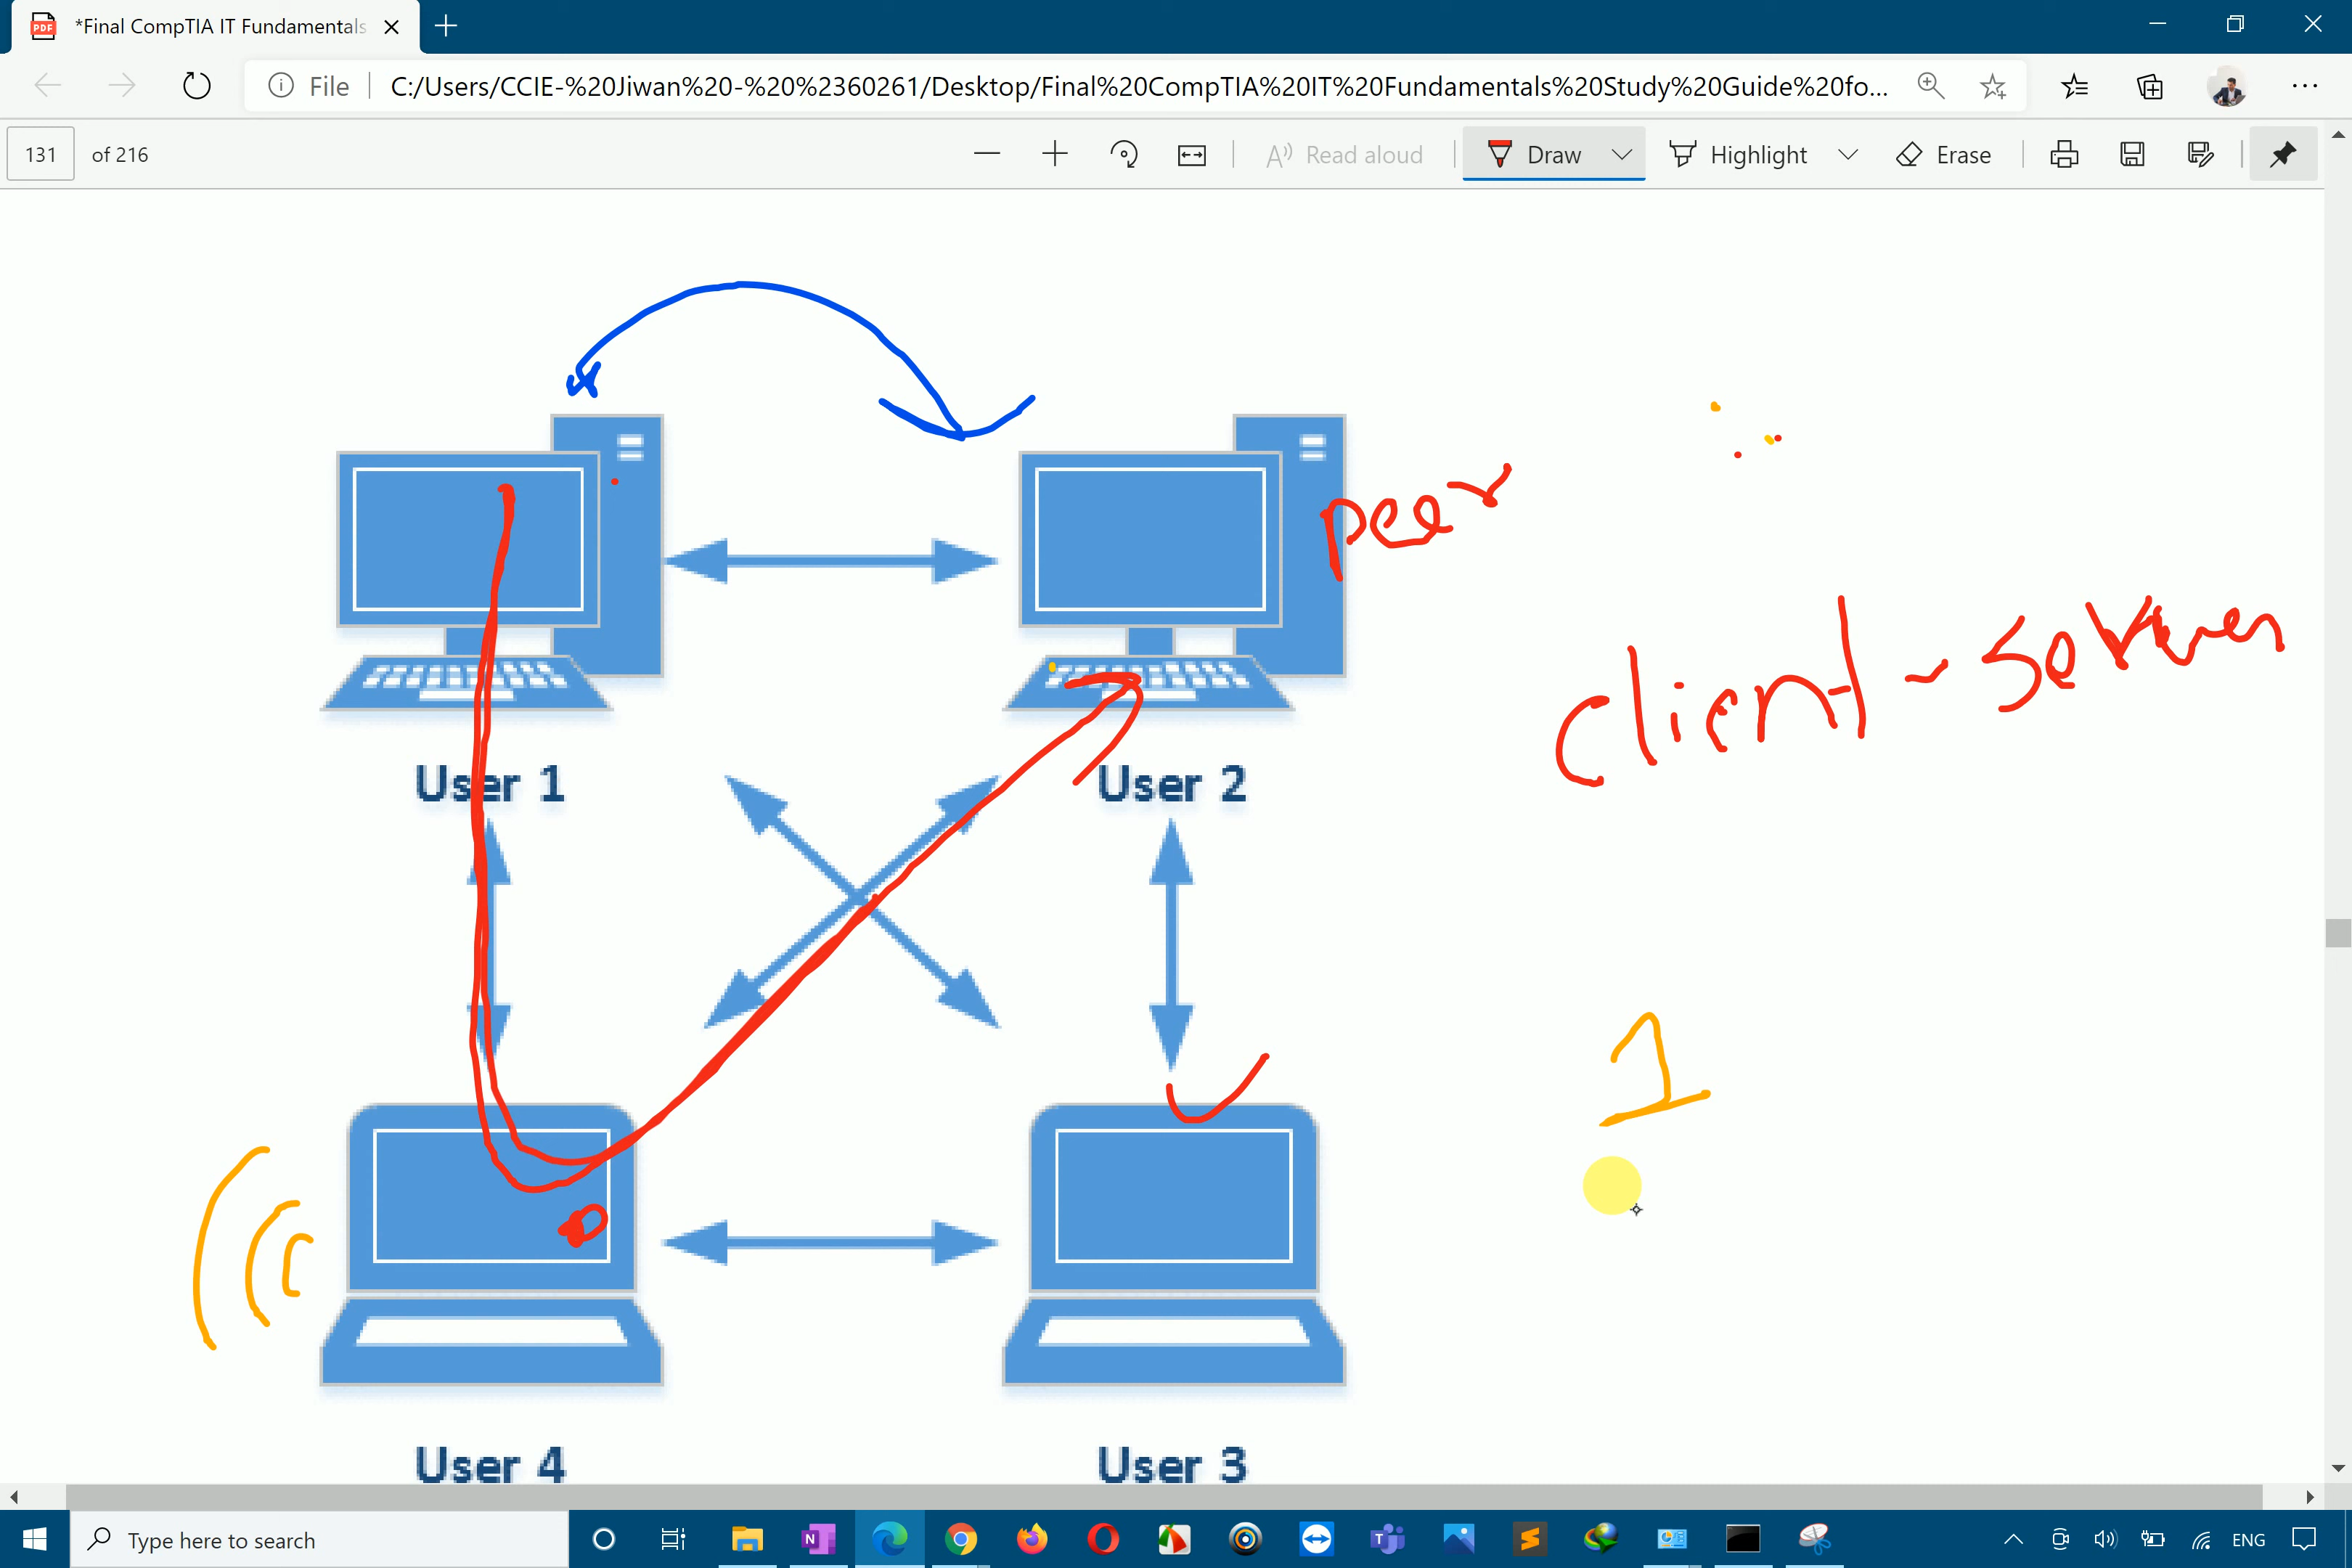 *Final CompTIA IT Fundamentals
File C:/Users/CCIE-%20Jiwan%20-%20%2360261/Desktop/Final%20CompTIA%20IT%20Fundamentals%20Study%20Guide%20fo...
131 of 216 Read aloud Draw Highlight Erase
peer
Client - Server
User 1 User 2
1
User 4 User 3
Type here to search ENG